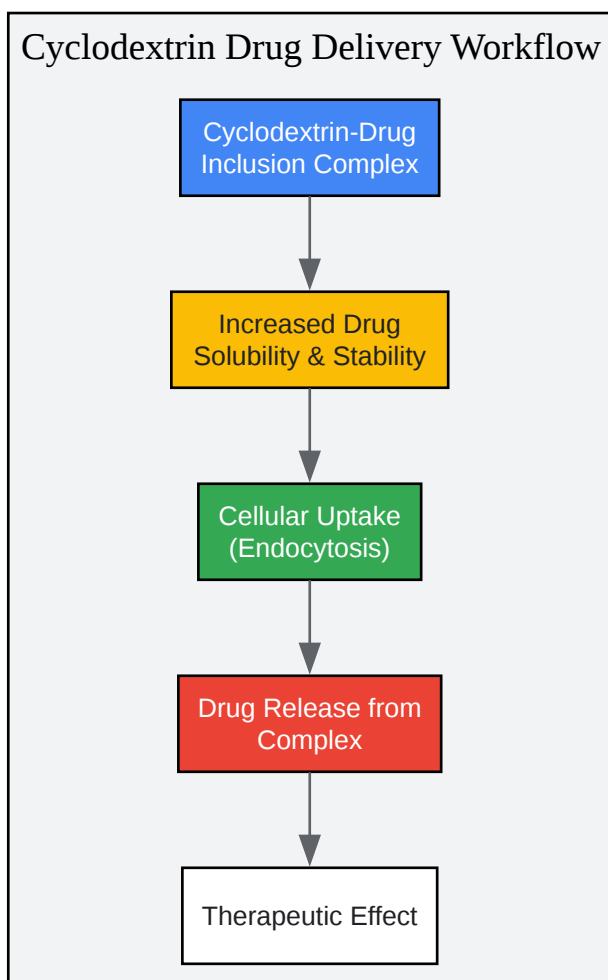 Cyclodextrin Drug Delivery Workflow
Cyclodextrin-Drug
Inclusion Complex
Increased Drug
Solubility & Stability
Cellular Uptake
(Endocytosis)
Drug Release from
Complex
Therapeutic Effect